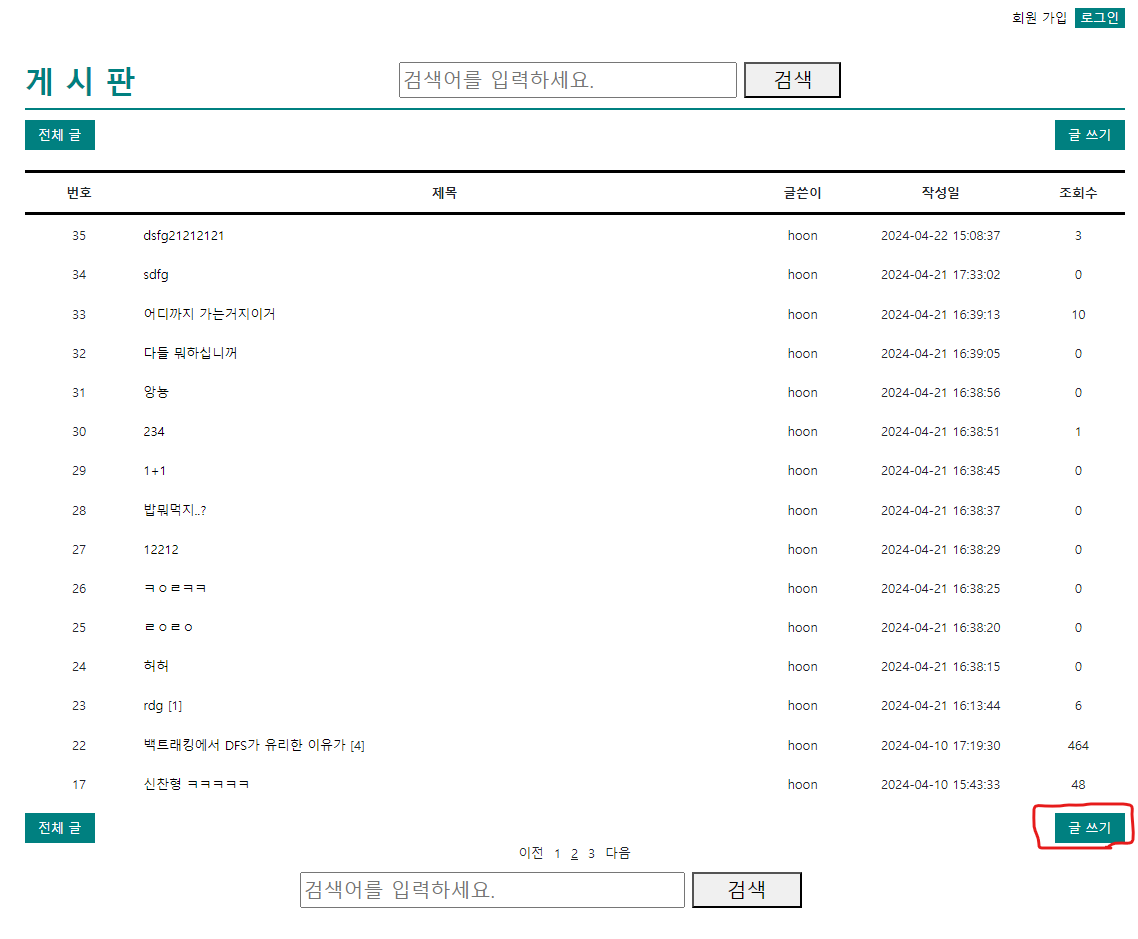 회원 가입 로그인
게 시 판 검색어를 입력하세요. 검색
전체 글 글 쓰기
번호 제목 글쓴이 작성일 조회수
35 dsfg21212121 hoon 2024-04-22 15:08:37 3
34 sdfg hoon 2024-04-21 17:33:02 0
33 어디까지 가는거지이거 hoon 2024-04-21 16:39:13 10
32 다들 뭐하십니꺼 hoon 2024-04-21 16:39:05 0
31 앙뇽 hoon 2024-04-21 16:38:56 0
30 234 hoon 2024-04-21 16:38:51 1
29 1+1 hoon 2024-04-21 16:38:45 0
28 밥뭐먹지..? hoon 2024-04-21 16:38:37 0
27 12212 hoon 2024-04-21 16:38:29 0
26 ㅋㅇㄹㅋㅋ hoon 2024-04-21 16:38:25 0
25 ㄹㅇㄹㅇ hoon 2024-04-21 16:38:20 0
24 허허 hoon 2024-04-21 16:38:15 0
23 rdg [1] hoon 2024-04-21 16:13:44 6
22 백트래킹에서 DFS가 유리한 이유가 [4] hoon 2024-04-10 17:19:30 464
17 신찬형 ㅋㅋㅋㅋㅋ hoon 2024-04-10 15:43:33 48
전체 글 글 쓰기
이전 1 2 3 다음
검색어를 입력하세요. 검색